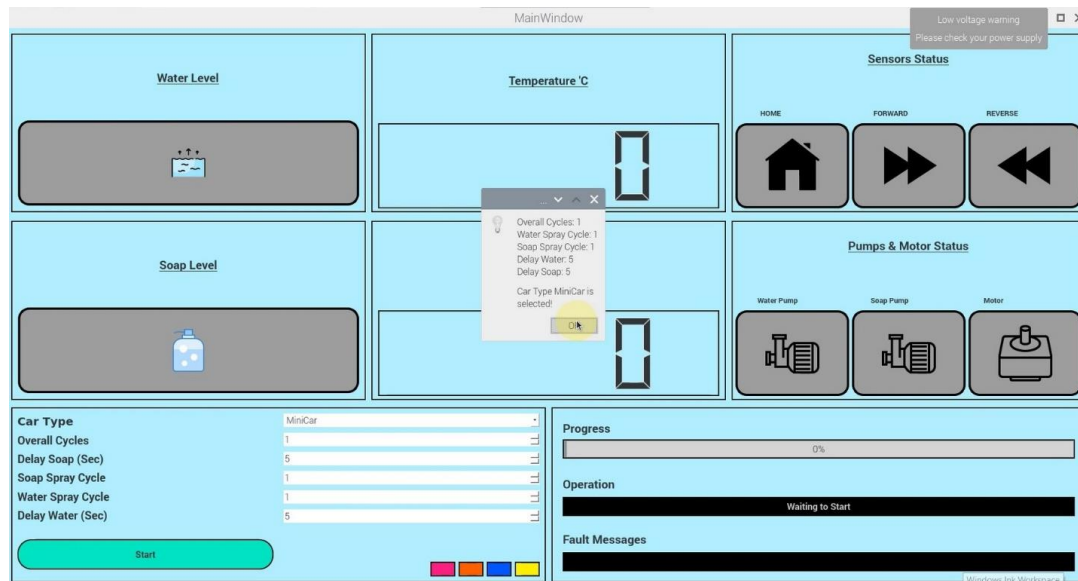 MainWindow
Low voltage warning
Please check your power supply
Water Level
Temperature 'C
Sensors Status
HOME
FORWARD
REVERSE
0
Overall Cycles: 1
Water Spray Cycle: 1
Soap Spray Cycle: 1
Delay Water: 5
Delay Soap: 5
Car Type MiniCar is
selected!
OK
Soap Level
0
Pumps & Motor Status
Water Pump
Soap Pump
Motor
Car Type
MiniCar
Overall Cycles
1
Delay Soap (Sec)
5
Soap Spray Cycle
1
Water Spray Cycle
1
Delay Water (Sec)
5
Start
Progress
0%
Operation
Waiting to Start
Fault Messages
Windows Ink Workspace